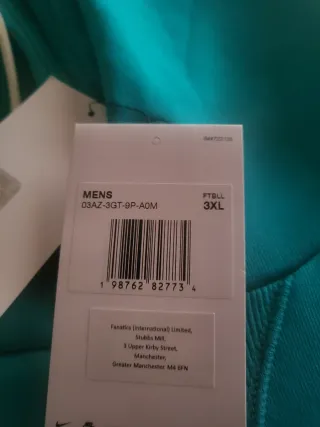 MENS
03AZ-3GT-9P-A0M
FTBLL
3XL
1 98762 82773 4
Fanatics (International) Limited,
Stubbs Mill,
3 Upper Kirby Street,
Manchester,
Greater Manchester M4 6FN